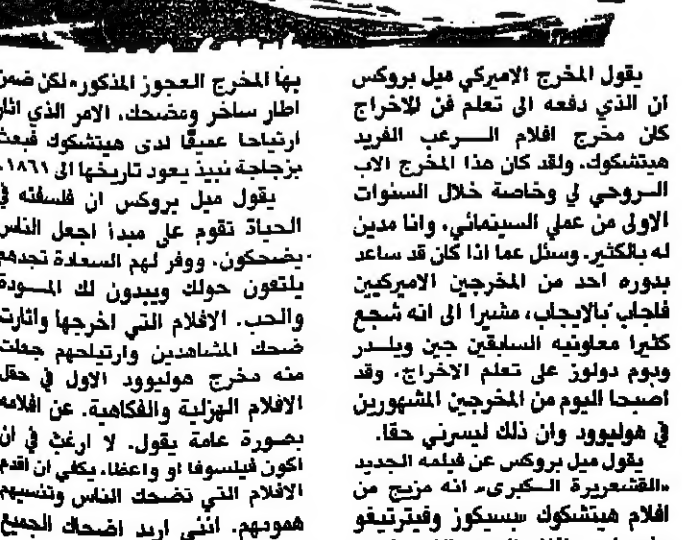 يقول المخرج الاميركي ميل بروكس
ان الذي دفعه الى تعلم فن الاخراج
كان مخرج افلام الـرعب الفريد
هيتشكوك. ولقد كان هذا المخرج الاب
الـروحي لي وخاصة خلال السنوات
الاولى من عملي السينمائي، وانا مدين
له بالكثير. وسئل عما اذا كان قد ساعد
بدوره احد من المخرجين الاميركيين
فاجاب بالايجاب، مشيرا الى انه شجع
كثيرا معاونيه السابقين جين ويلـدر
ودوم دولوز على تعلم الاخراج. وقد
اصبحا اليوم من المخرجين المشهورين
في هوليوود وان ذلك ليسرني حقا.
يقول ميل بروكس عن فيلمه الجديد
«القشعريرة الـكبرى» انه مزيج من
افلام هيتشكوك سيكوز وفيرتيغو
بها المخرج العجوز المذكور، لكن ضمن
اطار ساخر ومضحك، الامر الذي اثار
ارتياحا عميقا لدى هيتشكوك فبعث
بزجاجة نبيذ يعود تاريخها الى ١٨٦١.
يقول ميل بروكس ان فلسفته في
الحياة تقوم على مبدا اجعل الناس
يضحكون، ووفر لهم السعادة تجدهم
يلتفون حولك ويبدون لك المـودة
والحب. الافلام التي اخرجها واثارت
ضحك المشاهدين وارتياحهم جعلت
منه مخرج هوليوود الاول في حقل
الافلام الهزلية والفكاهية. عن افلامه
بصورة عامة يقول. لا ارغب في ان
اكون فيلسوفا او واعظا، يكفي ان اقدم
الافلام التي تضحك الناس وتنسيهم
همومهم. انني اريد اضحاك الجميع